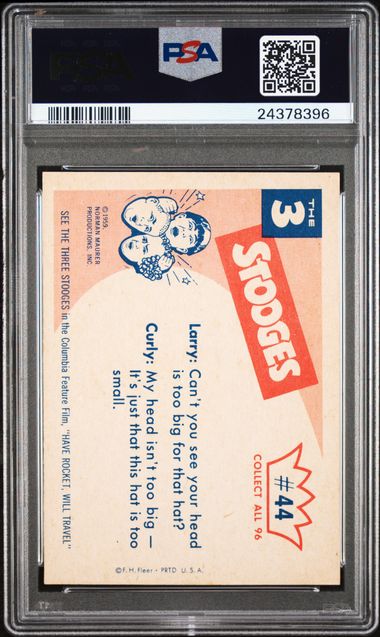 PSA
PSA
24378396
THE
3
STOOGES
#44
COLLECT ALL 96
Larry: Can't you see your head
is too big for that hat?
Curly: My head isn't too big —
It's just that this hat is too
small.
© 1959,
NORMAN MAURER
PRODUCTIONS, INC.
SEE THE THREE STOOGES in the Columbia Feature Film, "HAVE ROCKET, WILL TRAVEL"
© F. H. Fleer • PRTD U. S. A.